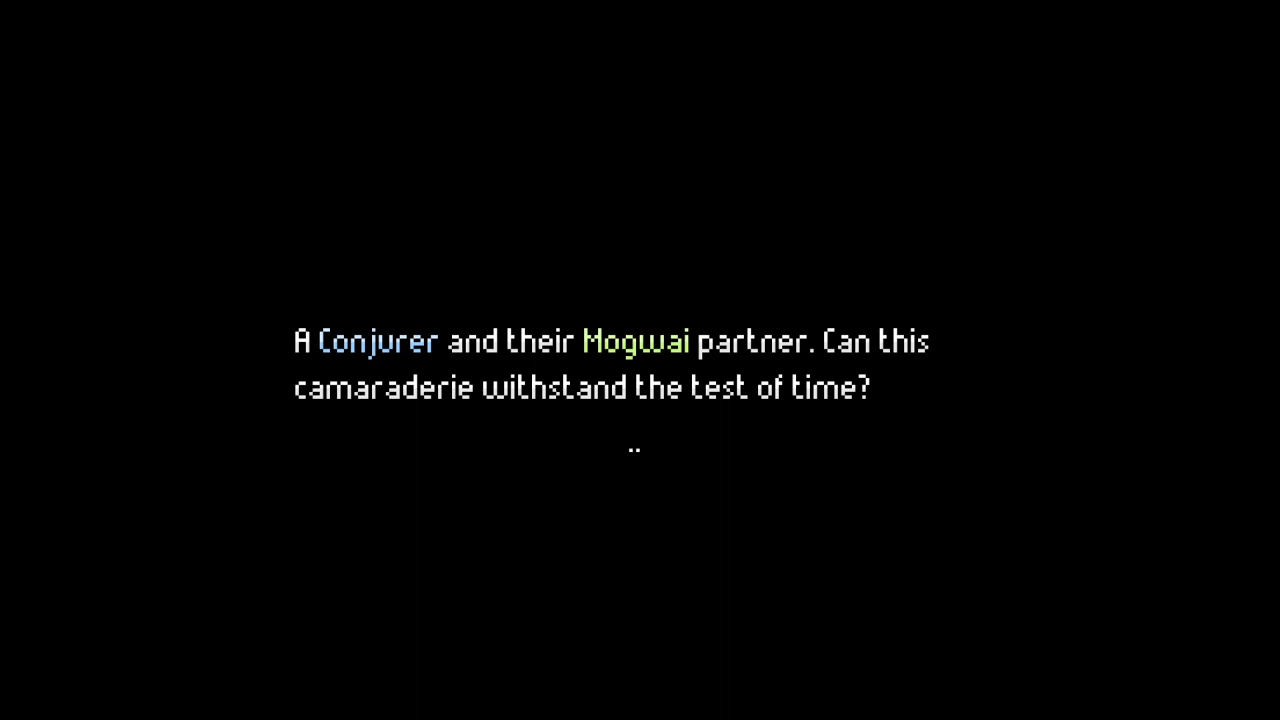 A Conjurer and their Mogwai partner. Can this
camaraderie withstand the test of time?
..